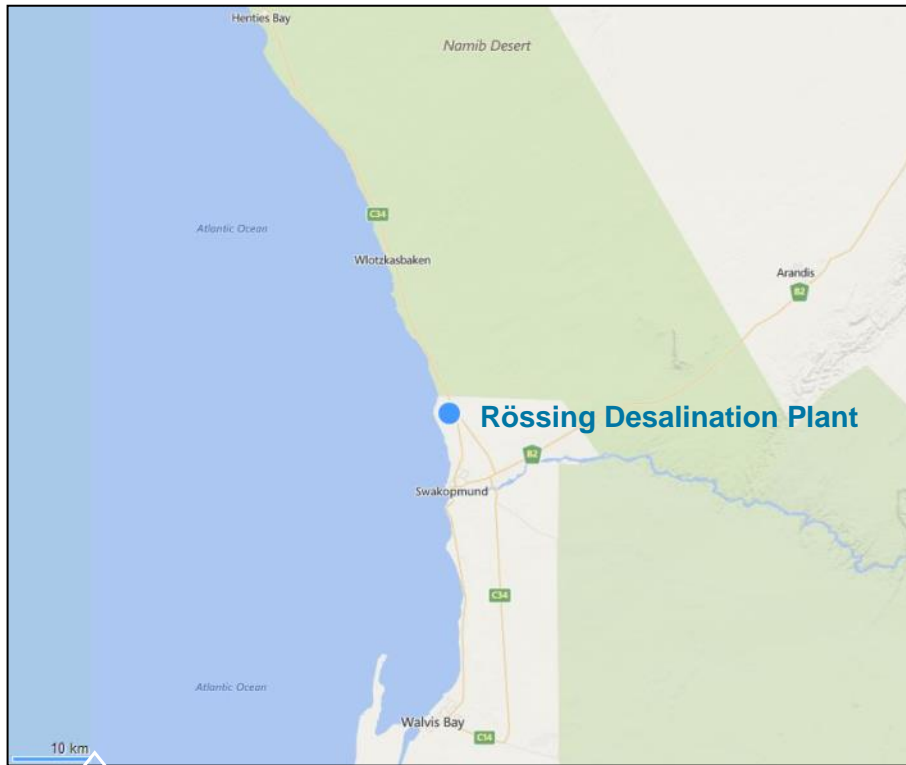 Henties Bay
Namib Desert
C34
Atlantic Ocean
Wlotzkasbaken
Arandis
B2
Rössing Desalination Plant
B2
Swakopmund
C34
Atlantic Ocean
Walvis Bay
C14
10 km